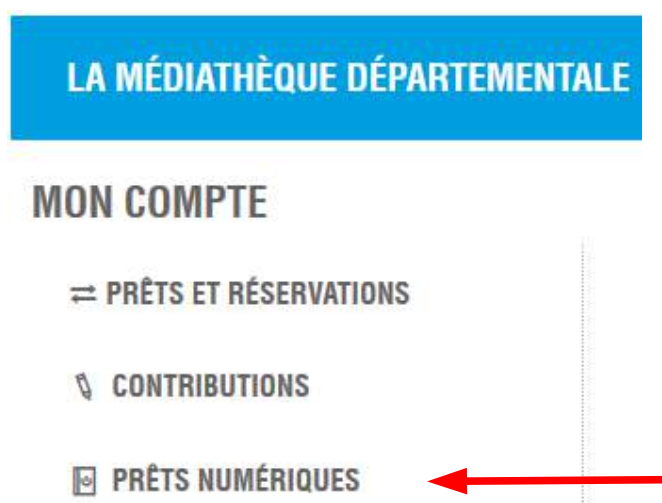 LA MÉDIATHÈQUE DÉPARTEMENTALE
MON COMPTE
PRÊTS ET RÉSERVATIONS
CONTRIBUTIONS
PRÊTS NUMÉRIQUES